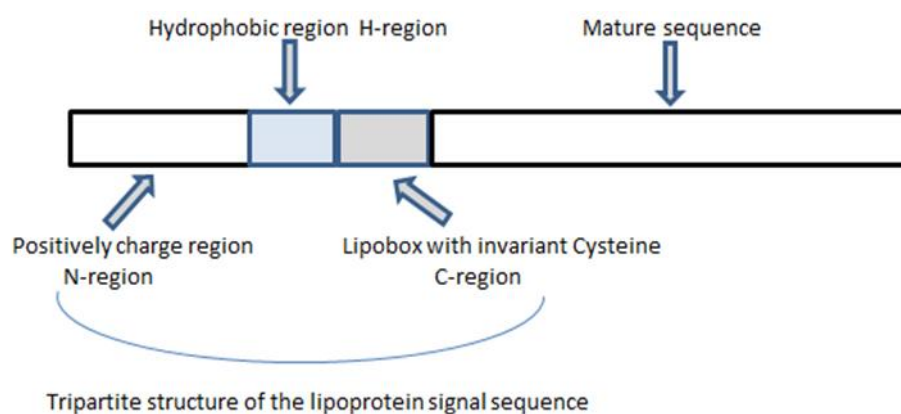 Hydrophobic region H-region
Mature sequence
Positively charge region
N-region
Lipobox with invariant Cysteine
C-region
Tripartite structure of the lipoprotein signal sequence